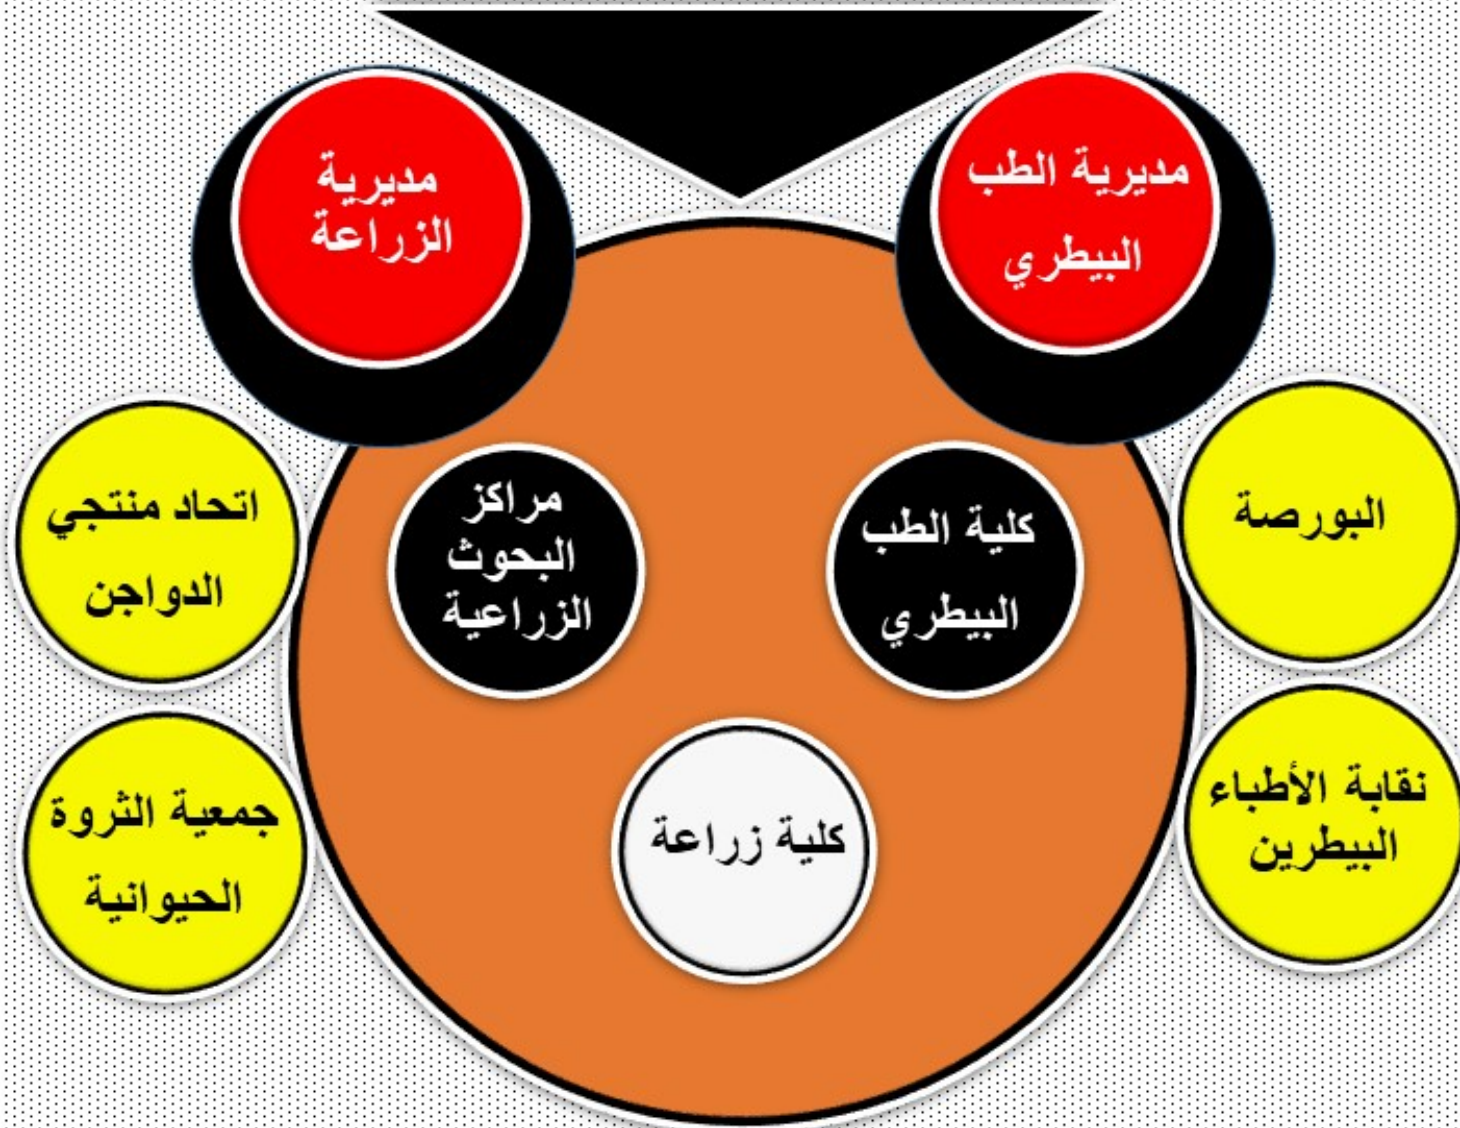 مديرية الطب
البيطري
مديرية
الزراعة
البورصة
كلية الطب
البيطري
مراكز
البحوث
الزراعية
اتحاد منتجي
الدواجن
نقابة الأطباء
البيطرين
كلية زراعة
جمعية الثروة
الحيوانية